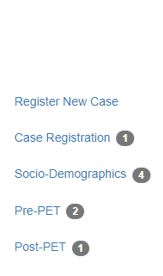 Register New Case
Case Registration 1
Socio-Demographics 4
Pre-PET 2
Post-PET 1